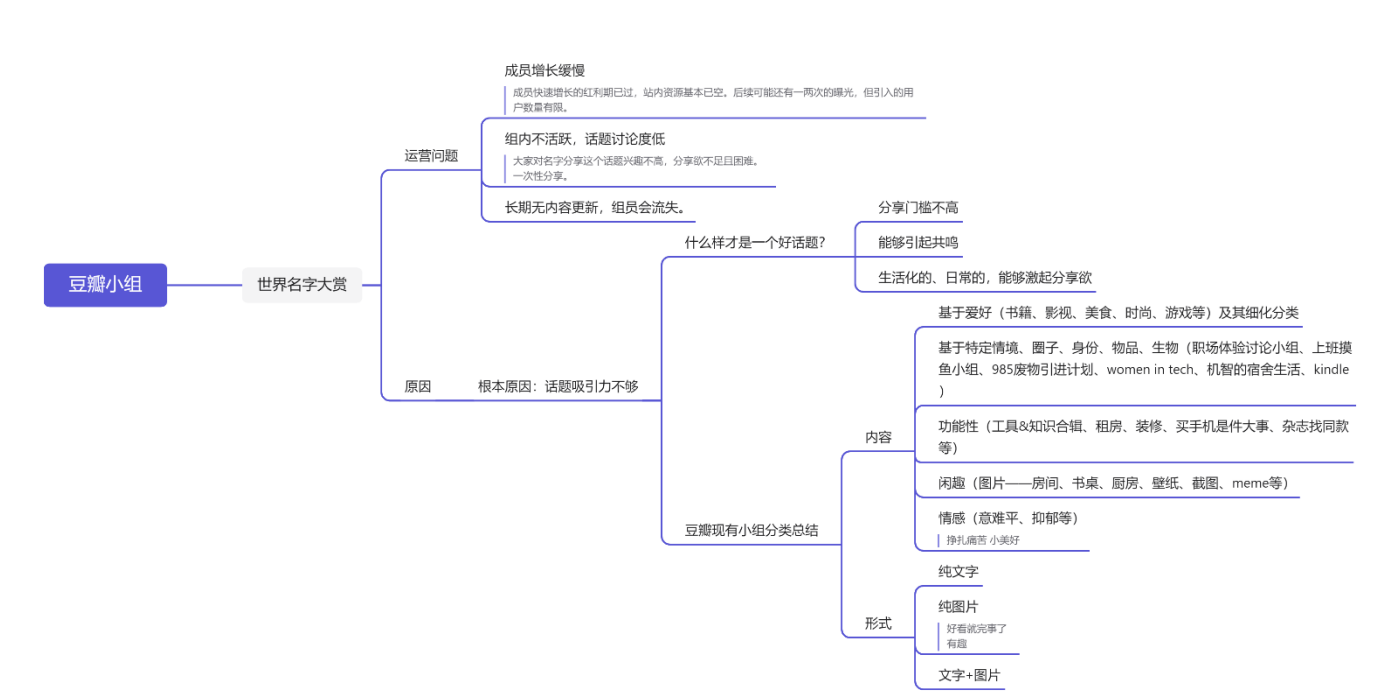 豆瓣小组
世界名字大赏
运营问题
成员增长缓慢
成员快速增长的红利期已过，站内资源基本已空。后续可能还有一两次的曝光，但引入的用
户数量有限。
组内不活跃，话题讨论度低
大家对名字分享这个话题兴趣不高，分享欲不足且困难。
一次性分享。
长期无内容更新，组员会流失。
原因
根本原因：话题吸引力不够
什么样才是一个好话题？
分享门槛不高
能够引起共鸣
生活化的、日常的，能够激起分享欲
豆瓣现有小组分类总结
内容
基于爱好（书籍、影视、美食、时尚、游戏等）及其细化分类
基于特定情境、圈子、身份、物品、生物（职场体验讨论小组、上班摸
鱼小组、985废物引进计划、women in tech、机智的宿舍生活、kindle
）
功能性（工具&知识合辑、租房、装修、买手机是件大事、杂志找同款
等）
闲趣（图片——房间、书桌、厨房、壁纸、截图、meme等）
情感（意难平、抑郁等）
挣扎痛苦 小美好
形式
纯文字
纯图片
好看就完事了
有趣
文字+图片